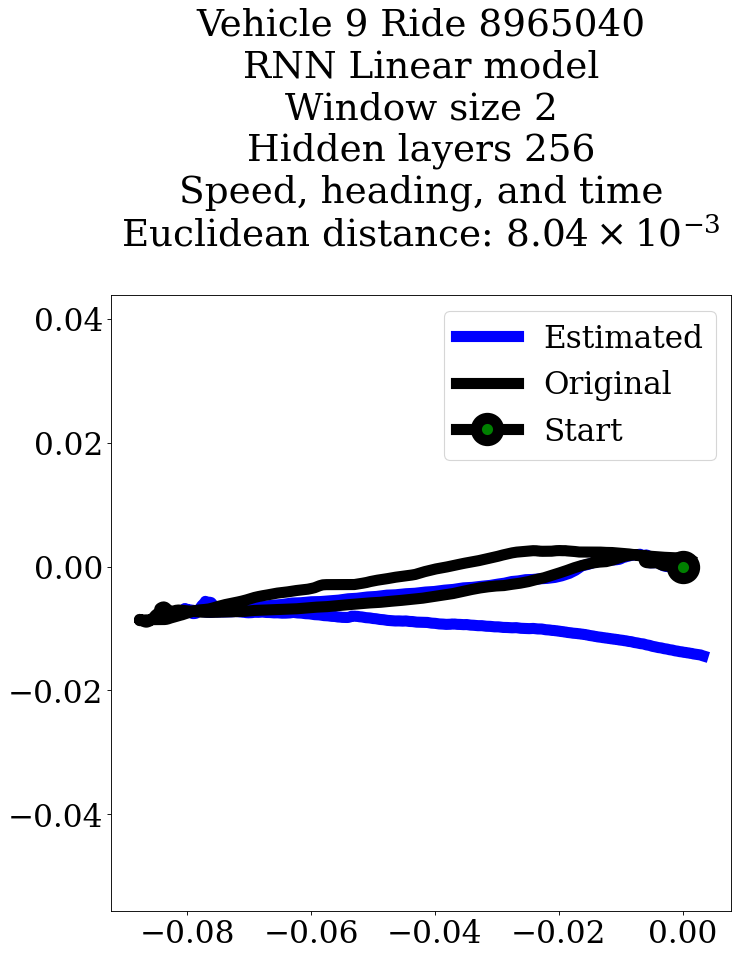 Vehicle 9 Ride 8965040
RNN Linear model
Window size 2
Hidden layers 256
Speed, heading, and time
Euclidean distance: 8.04 × 10⁻³
Estimated
Original
Start
0.04
0.02
0.00
−0.02
−0.04
−0.08 −0.06 −0.04 −0.02 0.00